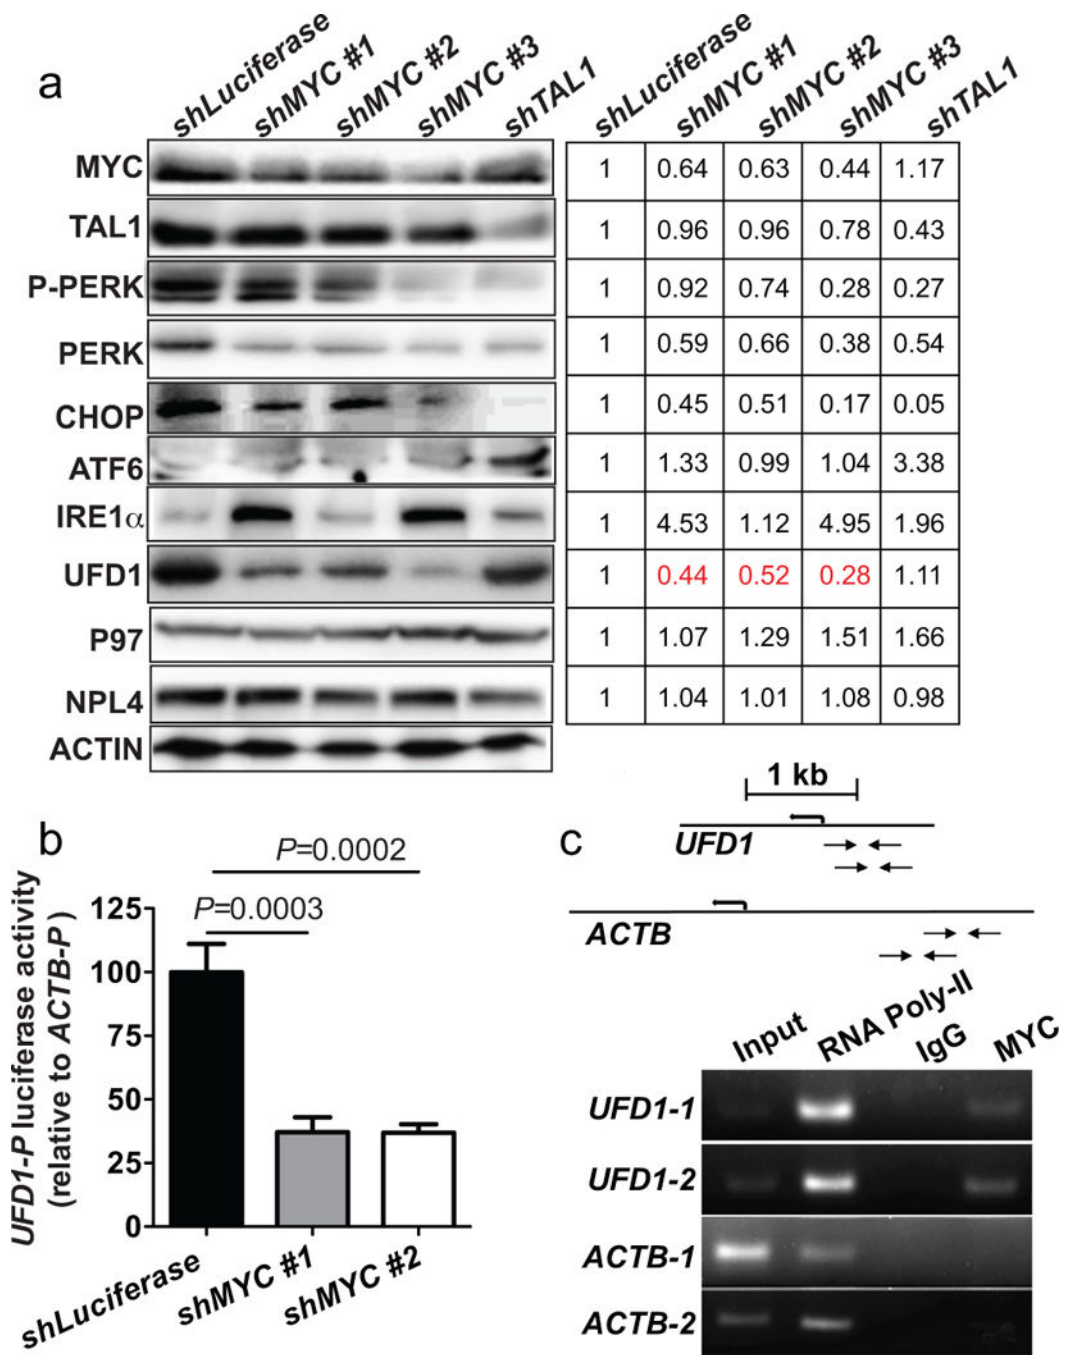 a
shLuciferase shMYC #1 shMYC #2 shMYC #3 shTAL1 shLuciferase shMYC #1 shMYC #2 shMYC #3 shTAL1
MYC 1 0.64 0.63 0.44 1.17
TAL1 1 0.96 0.96 0.78 0.43
P-PERK 1 0.92 0.74 0.28 0.27
PERK 1 0.59 0.66 0.38 0.54
CHOP 1 0.45 0.51 0.17 0.05
ATF6 1 1.33 0.99 1.04 3.38
IRE1α 1 4.53 1.12 4.95 1.96
UFD1 1 0.44 0.52 0.28 1.11
P97 1 1.07 1.29 1.51 1.66
NPL4 1 1.04 1.01 1.08 0.98
ACTIN
b
UFD1-P luciferase activity
(relative to ACTB-P )
P=0.0002
P=0.0003
125
100
75
50
25
0
shLuciferase shMYC #1 shMYC #2
c
1 kb
UFD1
ACTB
Input RNA Poly-II IgG MYC
UFD1-1
UFD1-2
ACTB-1
ACTB-2